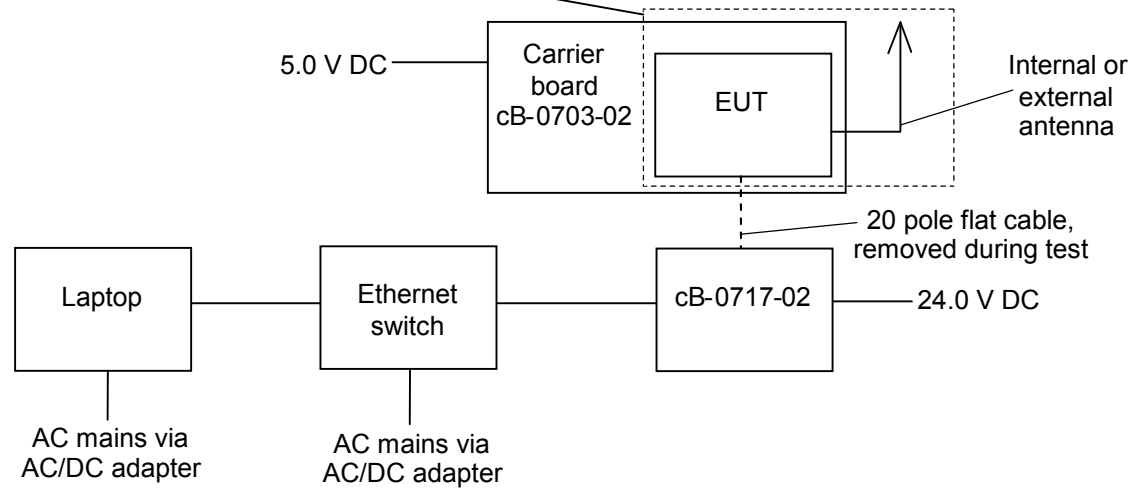 5.0 V DC
Carrier
board
cB-0703-02
EUT
Internal or
external
antenna
20 pole flat cable,
removed during test
Laptop
Ethernet
switch
cB-0717-02
24.0 V DC
AC mains via
AC/DC adapter
AC mains via
AC/DC adapter